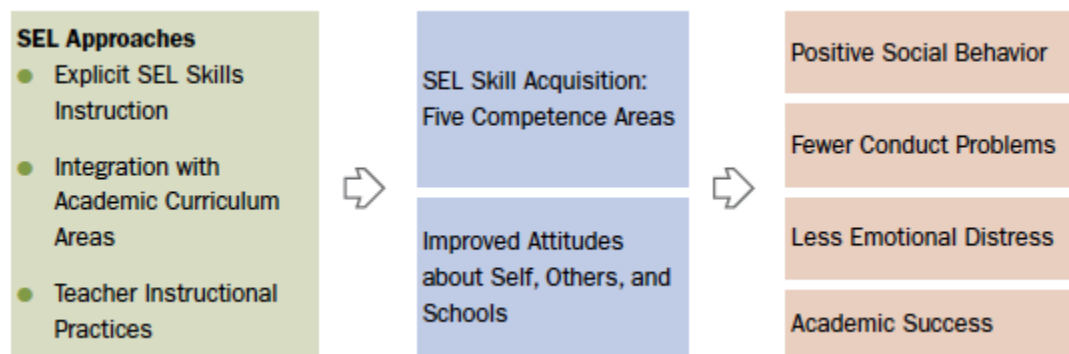 SEL Approaches
● Explicit SEL Skills
Instruction
● Integration with
Academic Curriculum
Areas
● Teacher Instructional
Practices
SEL Skill Acquisition:
Five Competence Areas
Improved Attitudes
about Self, Others, and
Schools
Positive Social Behavior
Fewer Conduct Problems
Less Emotional Distress
Academic Success